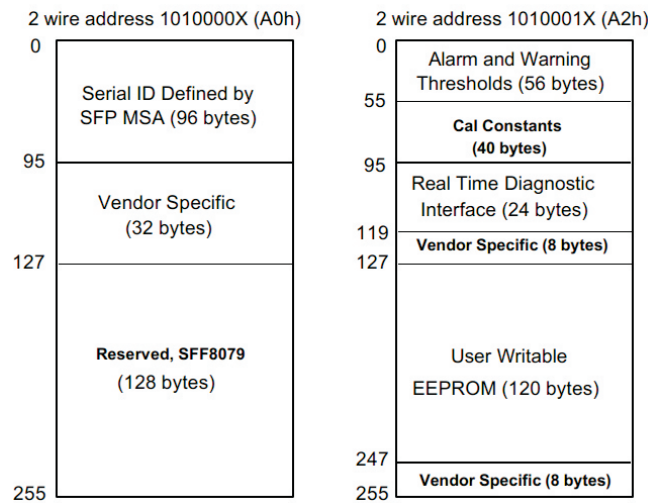 2 wire address 1010000X (A0h)
0
Serial ID Defined by
SFP MSA (96 bytes)
95
Vendor Specific
(32 bytes)
127
Reserved, SFF8079
(128 bytes)
255
2 wire address 1010001X (A2h)
0
Alarm and Warning
Thresholds (56 bytes)
55
Cal Constants
(40 bytes)
95
Real Time Diagnostic
Interface (24 bytes)
119
Vendor Specific (8 bytes)
127
User Writable
EEPROM (120 bytes)
247
Vendor Specific (8 bytes)
255